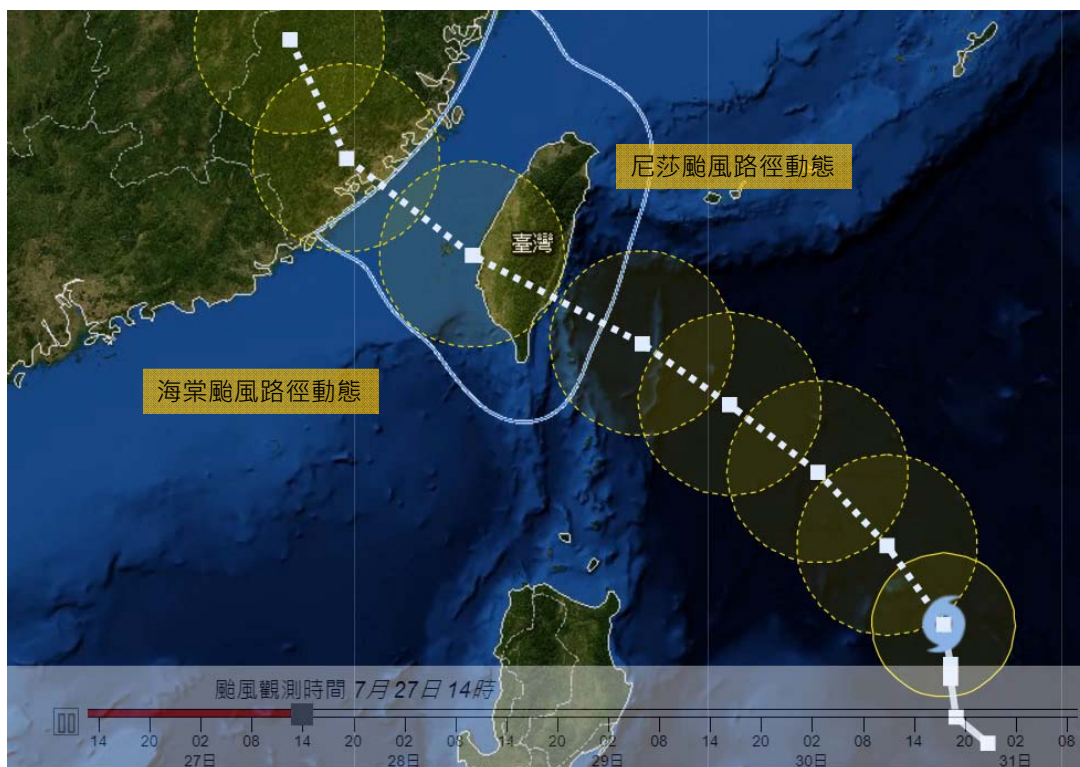 尼莎颱風路徑動態
臺灣
海棠颱風路徑動態
颱風觀測時間 7月 27日 14時
14 20 02 08 14 20 02 08 08 14 20 02 08 14 20 02 08 14 20 02 08
27日 28日 29日 30日 31日